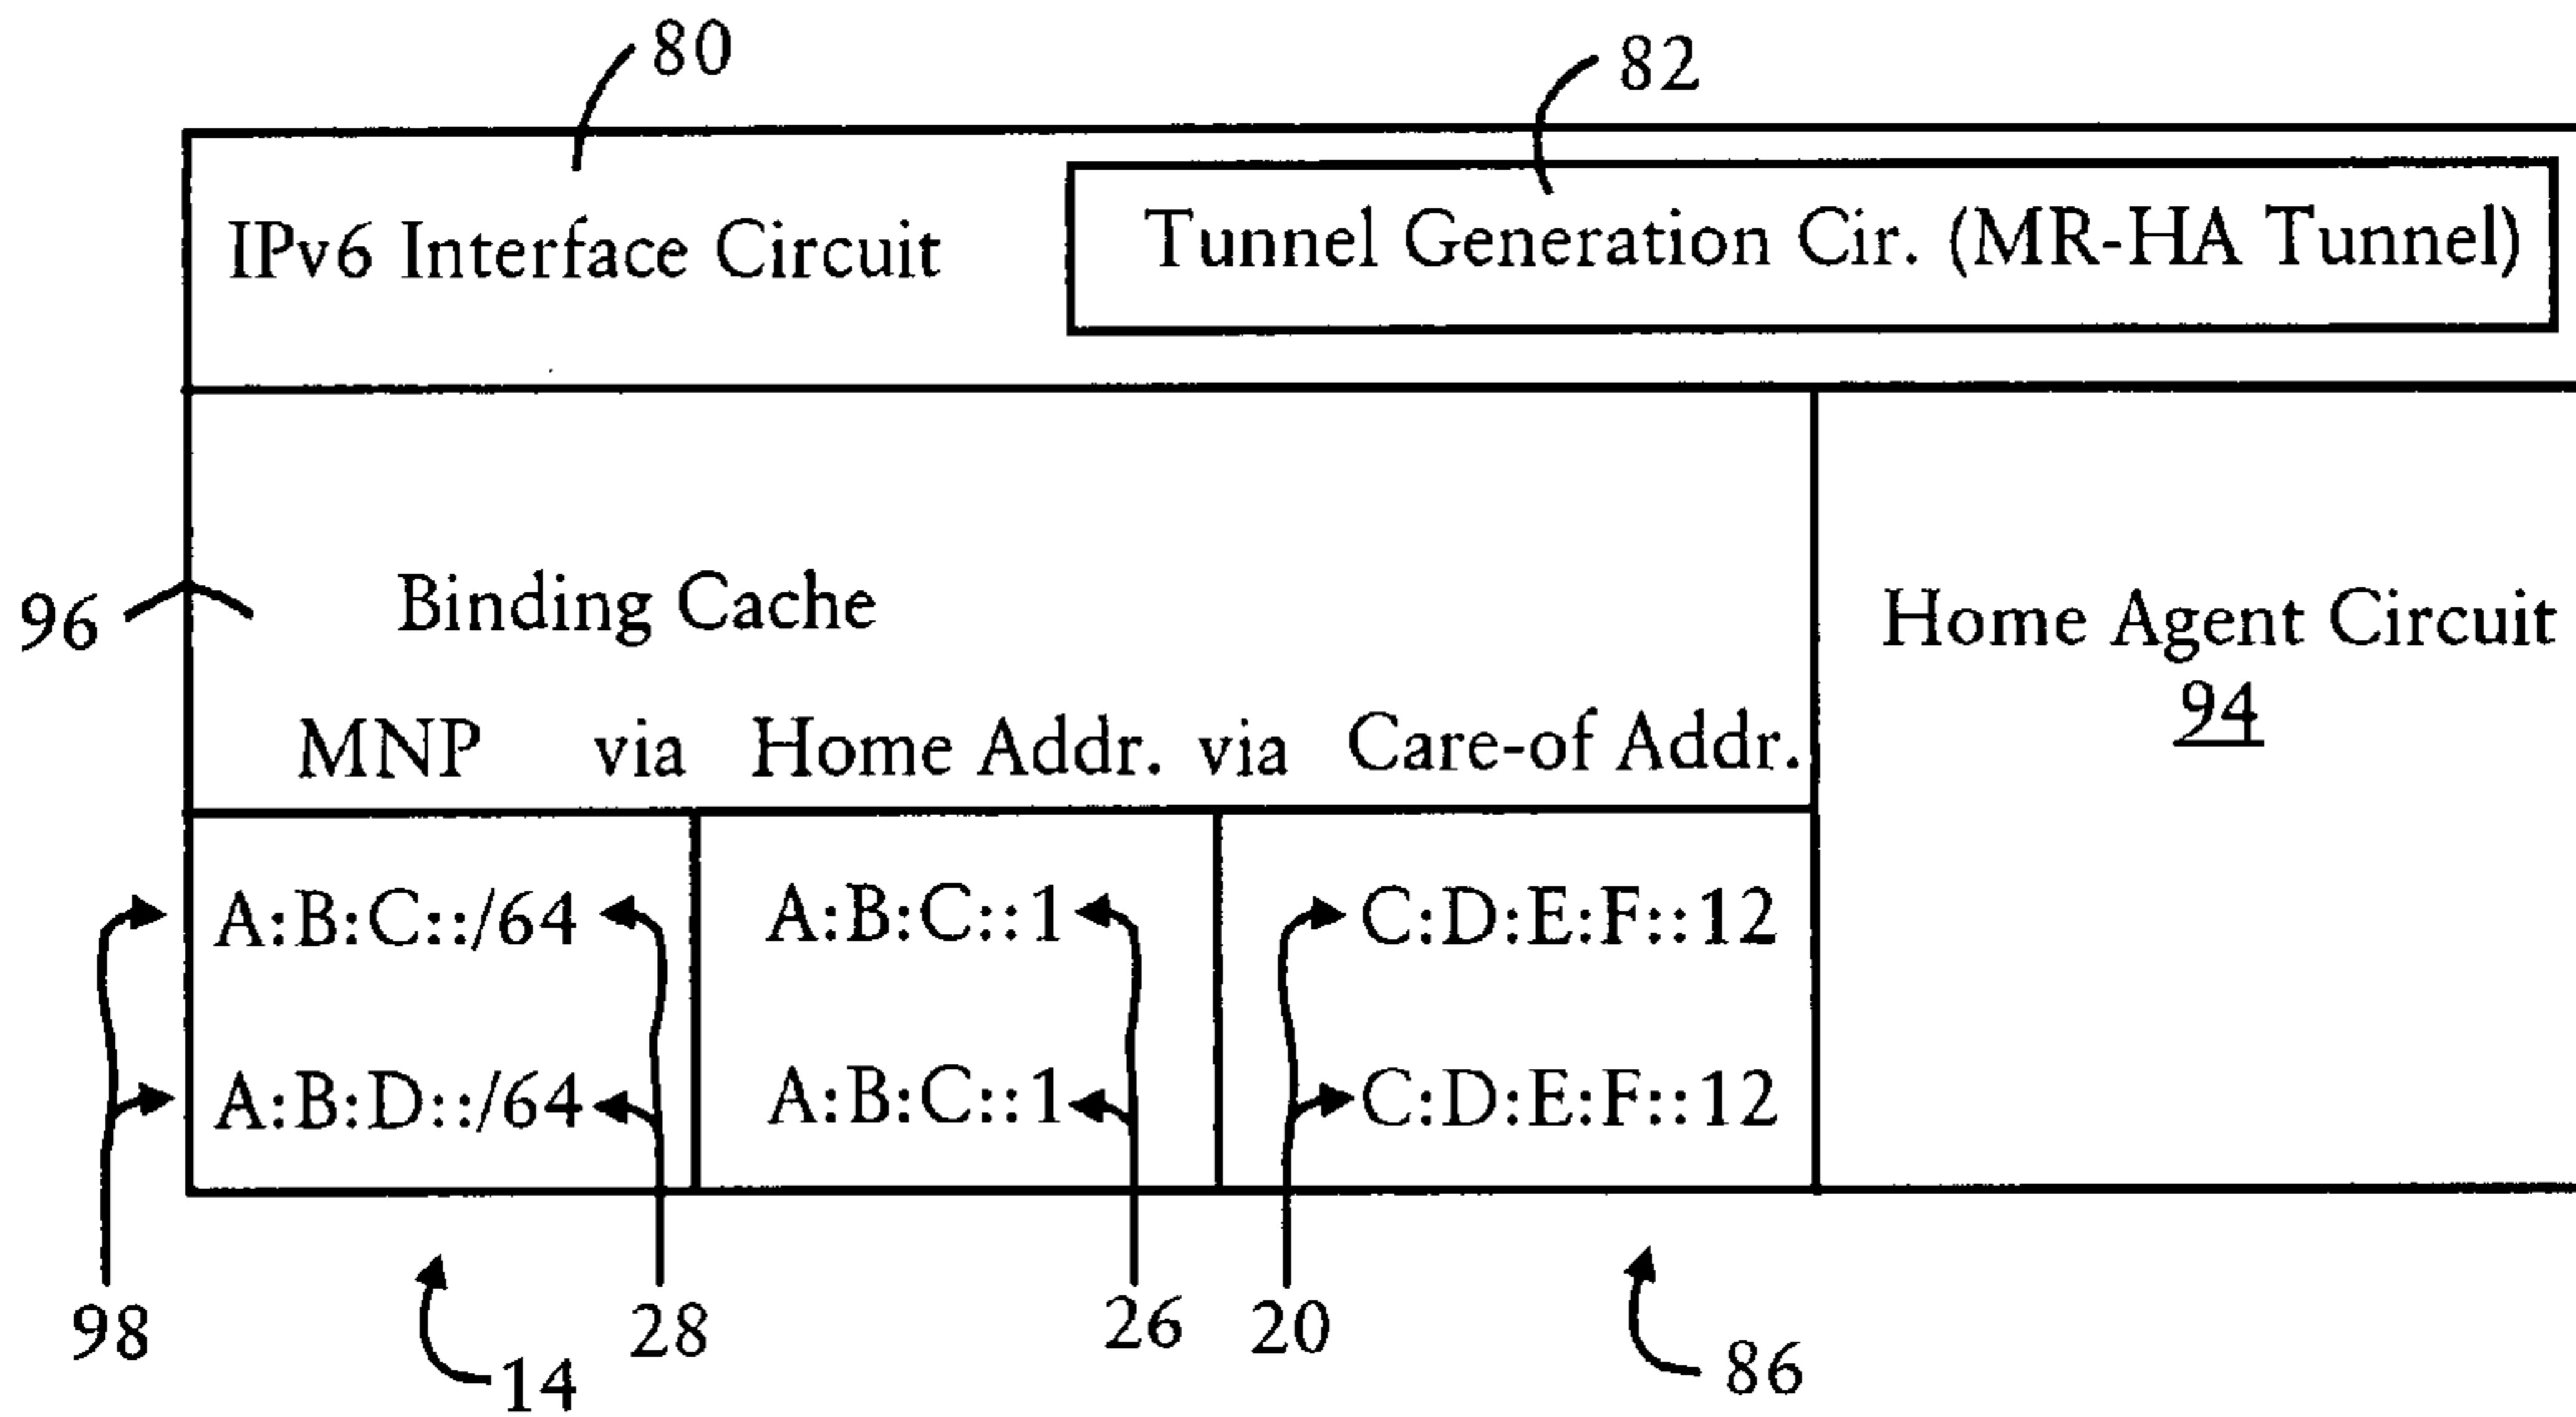 80
82
IPv6 Interface Circuit
Tunnel Generation Cir. (MR-HA Tunnel)
96
Binding Cache
Home Agent Circuit
94
MNP via Home Addr. via Care-of Addr.
A:B:C::/64 A:B:C::1 C:D:E:F::12
A:B:D::/64 A:B:C::1 C:D:E:F::12
98 28 26 20
14 86